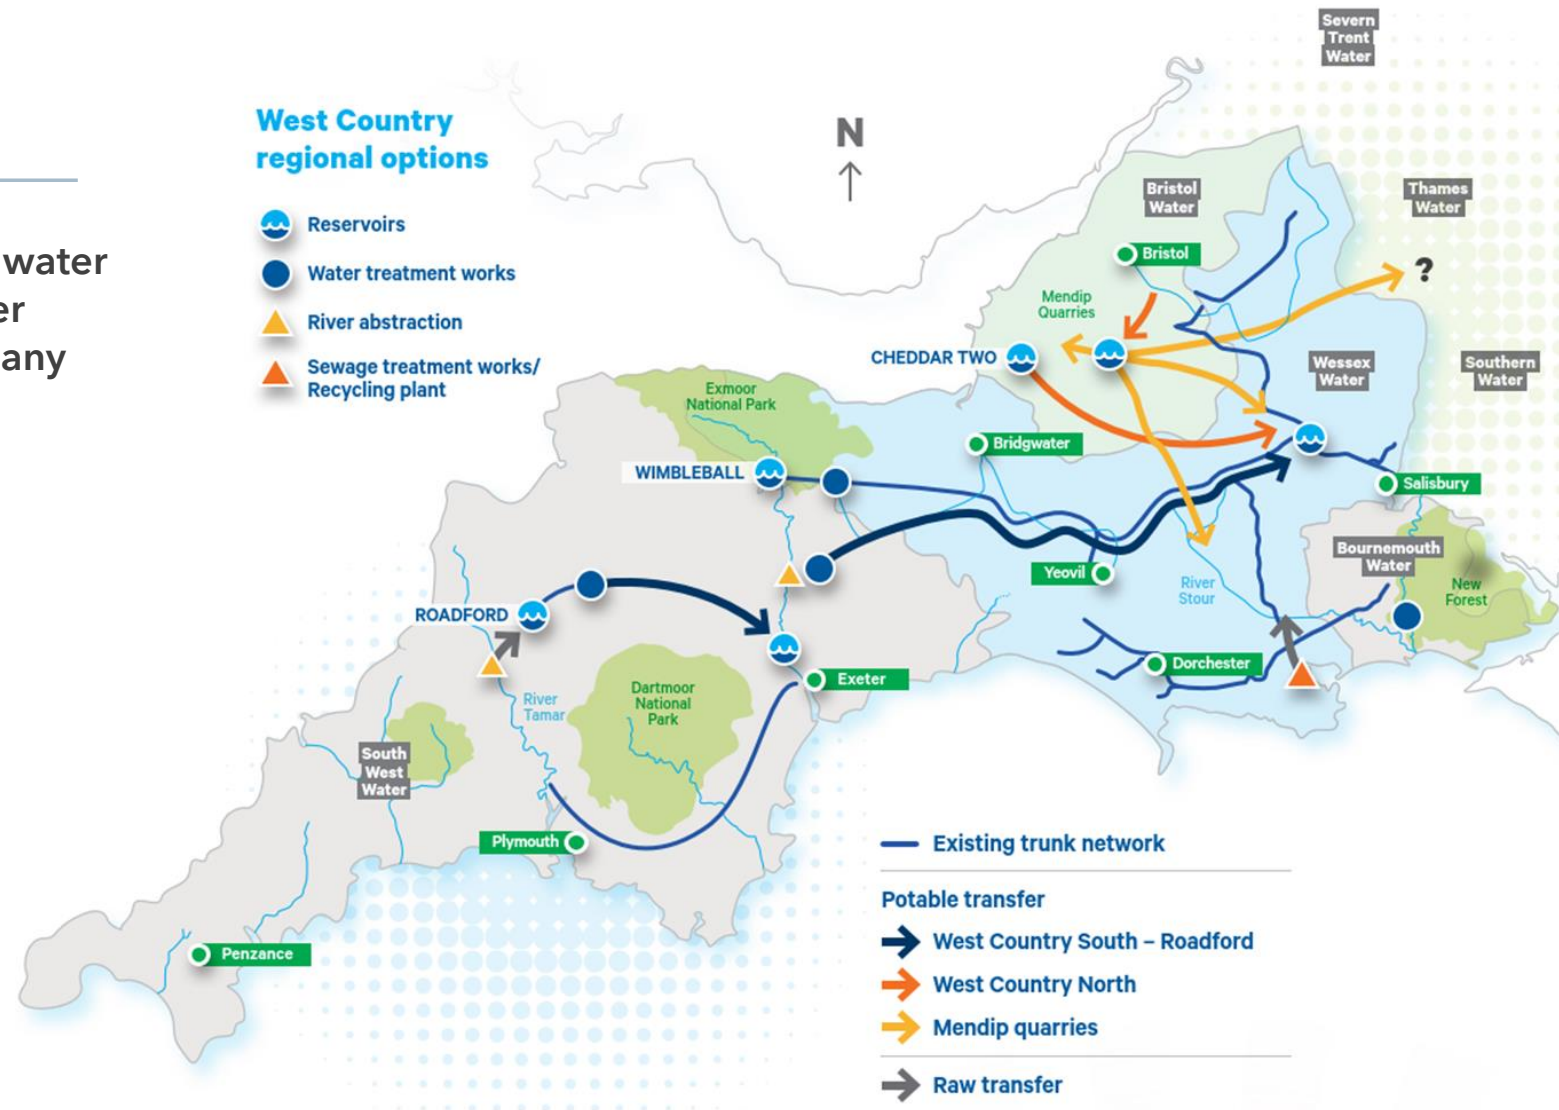 water
er
any
West Country
regional options
Reservoirs
Water treatment works
River abstraction
Sewage treatment works/
Recycling plant
N
Severn
Trent
Water
Bristol
Water
Thames
Water
Bristol
?
Mendip
Quarries
CHEDDAR TWO
Wessex
Water
Southern
Water
Exmoor
National Park
Bridgwater
WIMBLEBALL
Salisbury
Bournemouth
Water
Yeovil
River
Stour
New
Forest
ROADFORD
Dorchester
Exeter
Dartmoor
National
Park
River
Tamar
South
West
Water
Plymouth
Penzance
Existing trunk network
Potable transfer
West Country South – Roadford
West Country North
Mendip quarries
Raw transfer